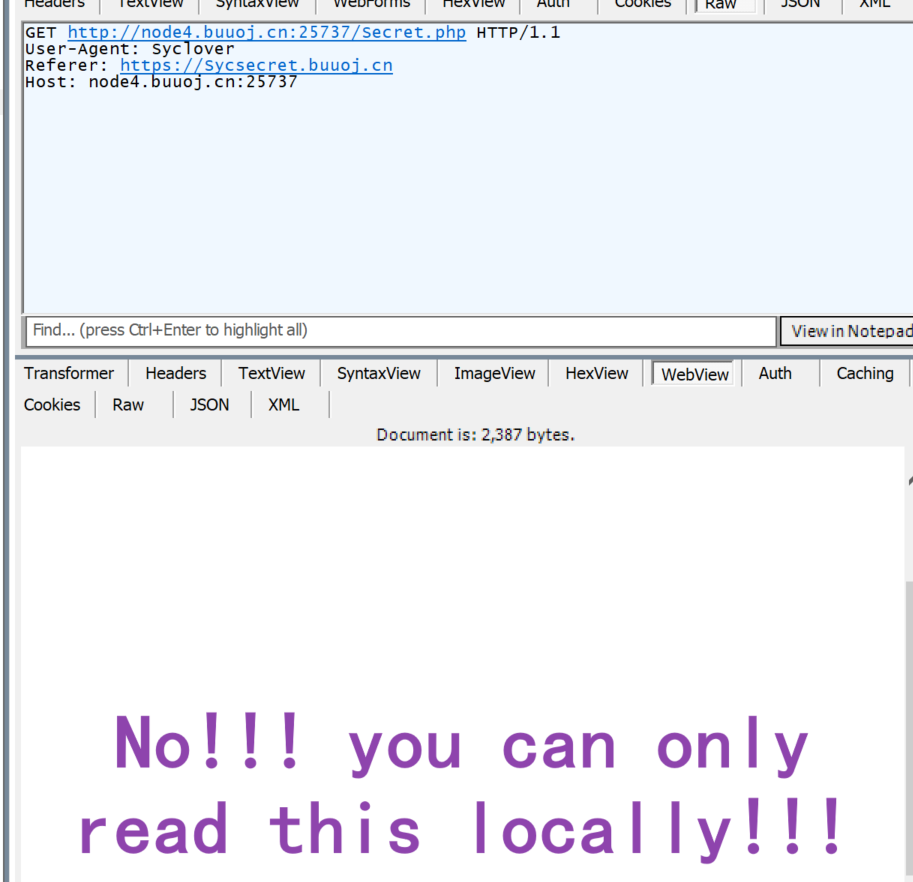 Headers TextView SyntaxView WebForms HexView Auth Cookies Raw JSON XML
GET http://node4.buuoj.cn:25737/Secret.php HTTP/1.1
User-Agent: Syclover
Referer: https://Sycsecret.buuoj.cn
Host: node4.buuoj.cn:25737
Find... (press Ctrl+Enter to highlight all) View in Notepad
Transformer Headers TextView SyntaxView ImageView HexView WebView Auth Caching
Cookies Raw JSON XML
Document is: 2,387 bytes.
No!!! you can only
read this locally!!!